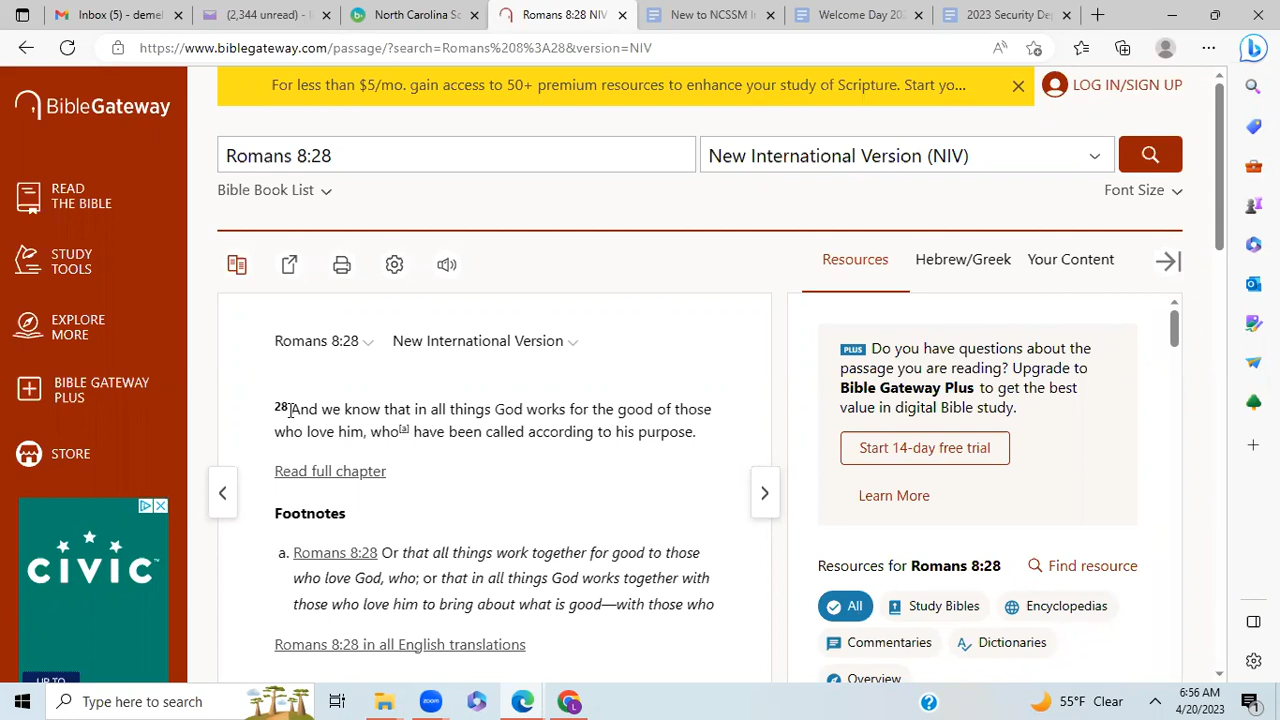 (2,344 unread) -
New NCSSM I
Romans 8:28 NIV
New NCSSM In
Welcome Day 202
2023 Security De
https://www.biblegateway.com/passage/?search=Romans%208%3A28&version=NIV
BibleGateway
For less than $5/mo. gain access to 50+ premium resources to enhance your study of Scripture. Start yo...
LOG IN/SIGN UP
Romans 8:28
New International Version (NIV)
Bible Book List
Font Size
READ
THE BIBLE
STUDY
TOOLS
EXPLORE
MORE
BIBLE GATEWAY
PLUS
STORE
CIVIC
UP TO
Resources
Hebrew/Greek
Your Content
Romans 8:28
New International Version
28 And we know that in all things God works for the good of those
who love him, who[a] have been called according to his purpose.
Read full chapter
Footnotes
a. Romans 8:28 Or that all things work together for good to those
who love God, who; or that in all things God works together with
those who love him to bring about what is good—with those who
Romans 8:28 in all English translations
PLUS Do you have questions about the
passage you are reading? Upgrade to
Bible Gateway Plus to get the best
value in digital Bible study.
Start 14-day free trial
Learn More
Resources for Romans 8:28
Find resource
All
Study Bibles
Encyclopedias
Commentaries
Dictionaries
Overview
Type here to search
zoom
L
55°F Clear
6:56 AM
4/20/2023
1